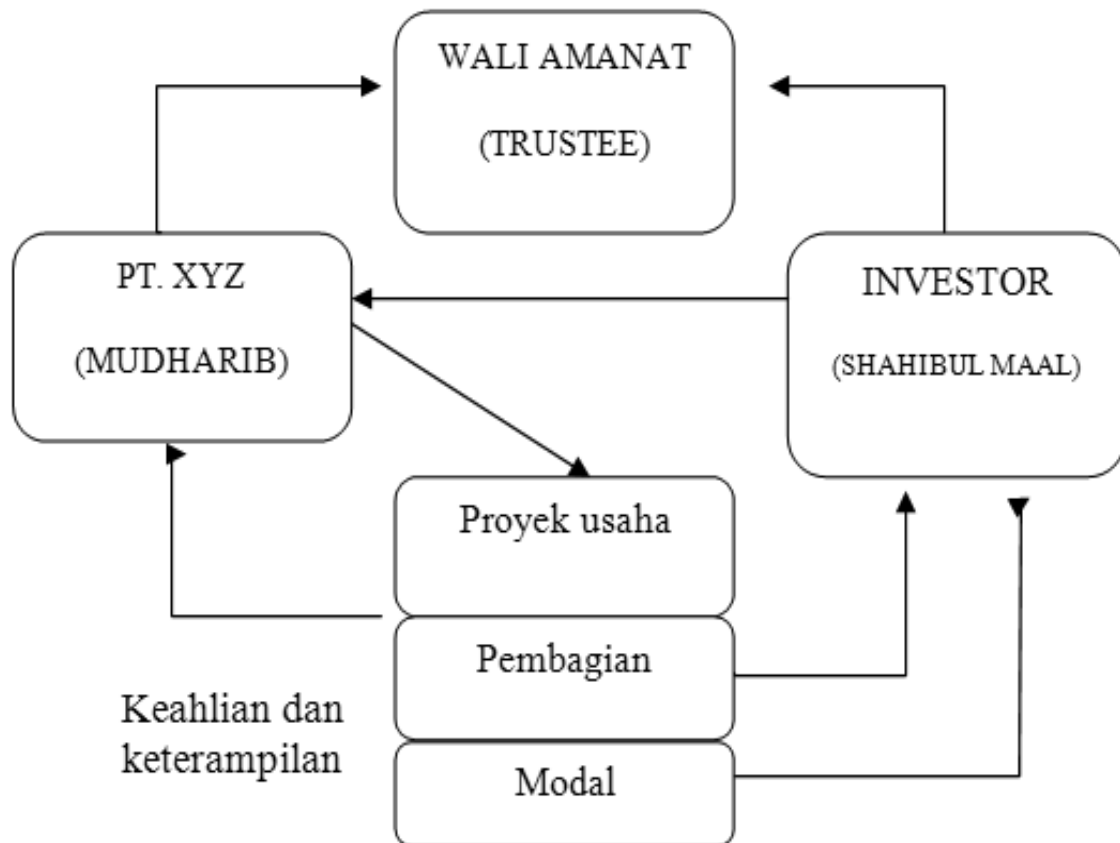 WALI AMANAT
(TRUSTEE)
PT. XYZ
(MUDHARIB)
INVESTOR
(SHAHIBUL MAAL)
Proyek usaha
Pembagian
Keahlian dan
keterampilan
Modal